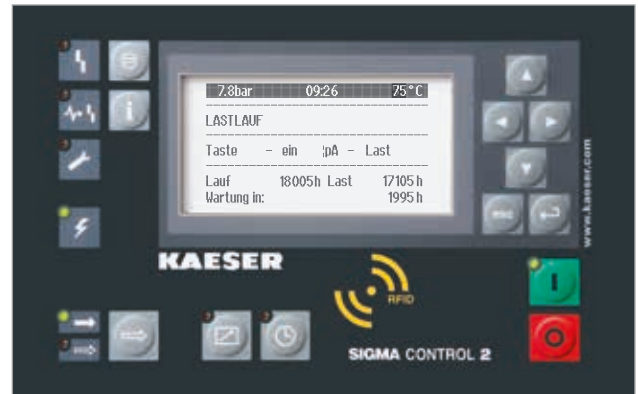 7.8bar 09:26 75°C
LASTLAUF
Taste - ein ¦pA - Last
Lauf 18005h Last 17105h
Wartung in: 1995h
esc
www.kaeser.com
KAESER
RFID
I
O
SIGMA CONTROL 2